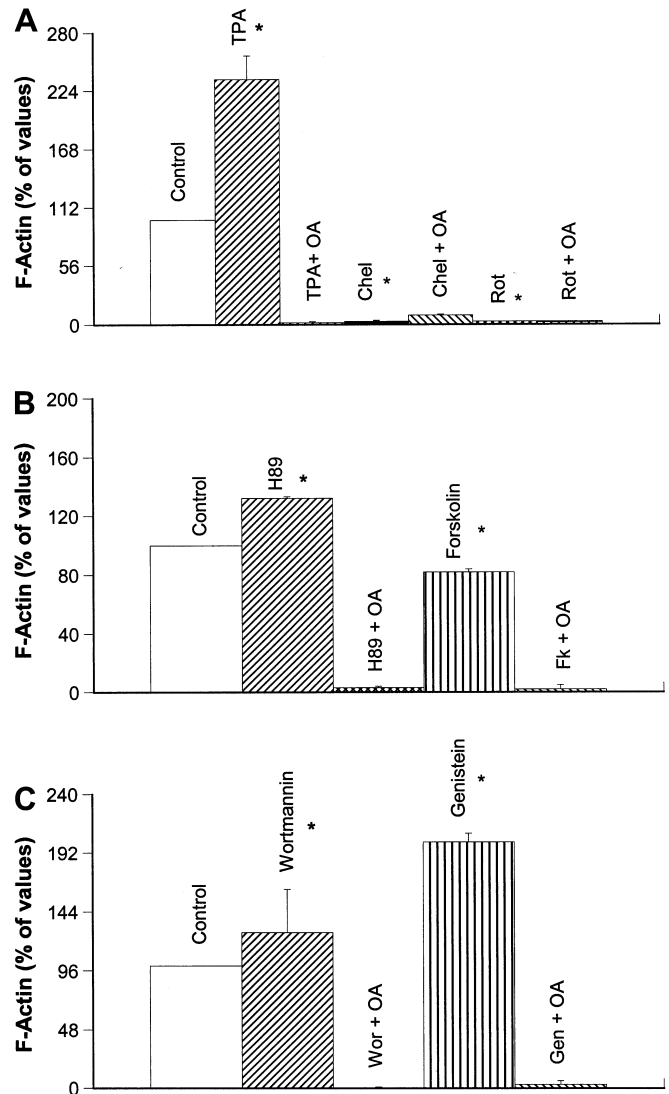 A
F-Actin (% of values)
280
224
168
112
56
0
Control
TPA
*
TPA+ OA
Chel
*
Chel + OA
Rot
*
Rot + OA
B
F-Actin (% of values)
200
160
120
80
40
0
Control
H89
*
H89 + OA
Forskolin
*
Fk + OA
C
F-Actin (% of values)
240
192
144
96
48
0
Control
Wortmannin
*
Wor + OA
Genistein
*
Gen + OA